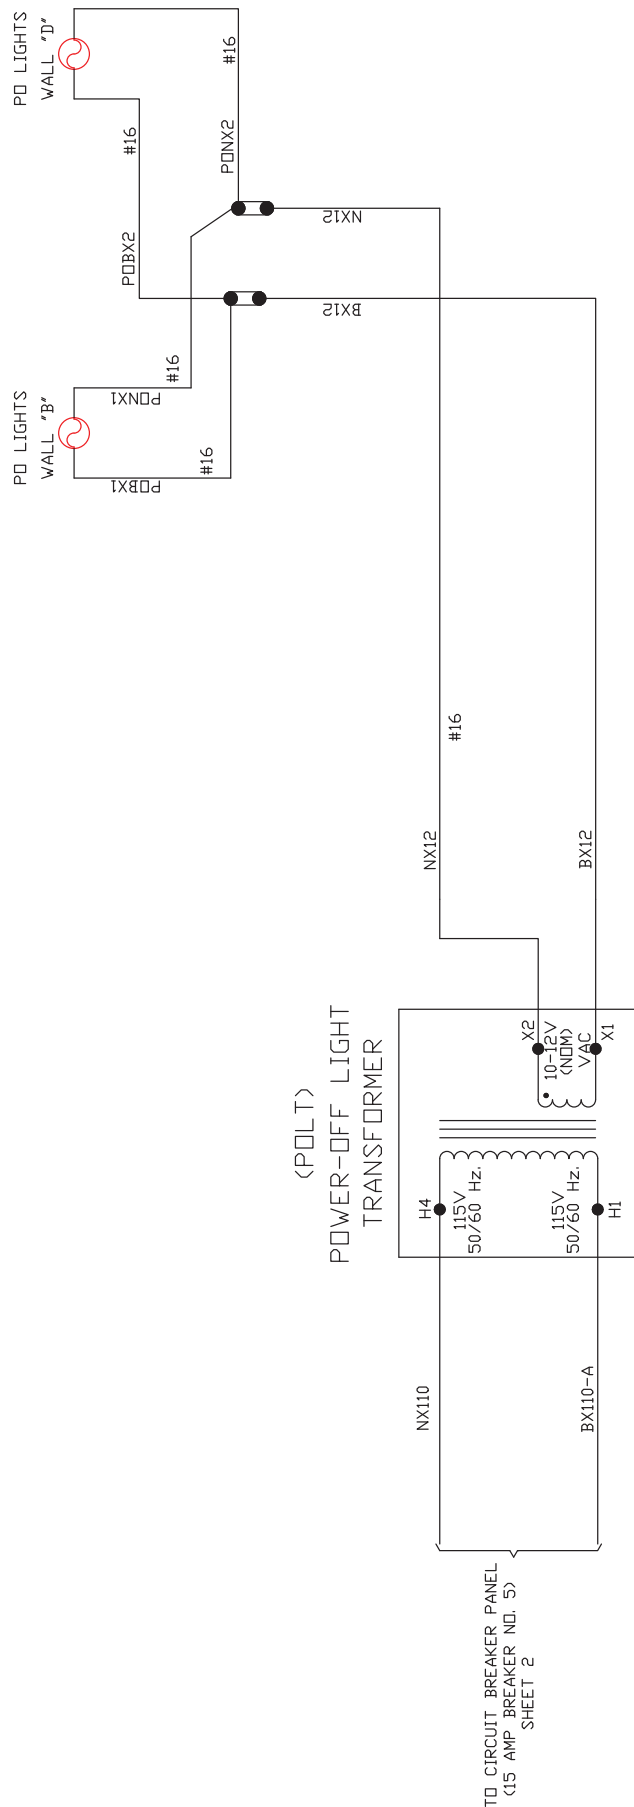 PO LIGHTS
WALL "D"
#16
#16
PONX2
POBX2
NX12
BX12
#16
PONX1
PO LIGHTS
WALL "B"
#16
POBX1
#16
NX12
BX12
(POLT)
POWER-OFF LIGHT
TRANSFORMER
X2
10-12V
(NOM)
VAC
X1
H4
115V
50/60 Hz.
115V
50/60 Hz.
H1
NX110
BX110-A
TO CIRCUIT BREAKER PANEL
(15 AMP BREAKER NO. 5)
SHEET 2